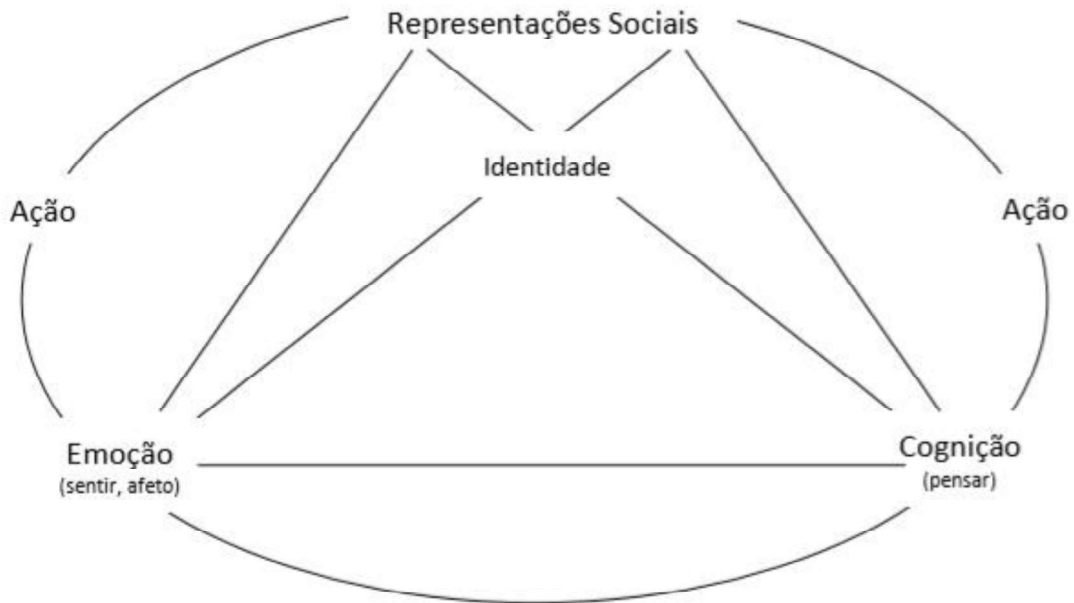 Representações Sociais
Identidade
Ação
Ação
Emoção
(sentir, afeto)
Cognição
(pensar)